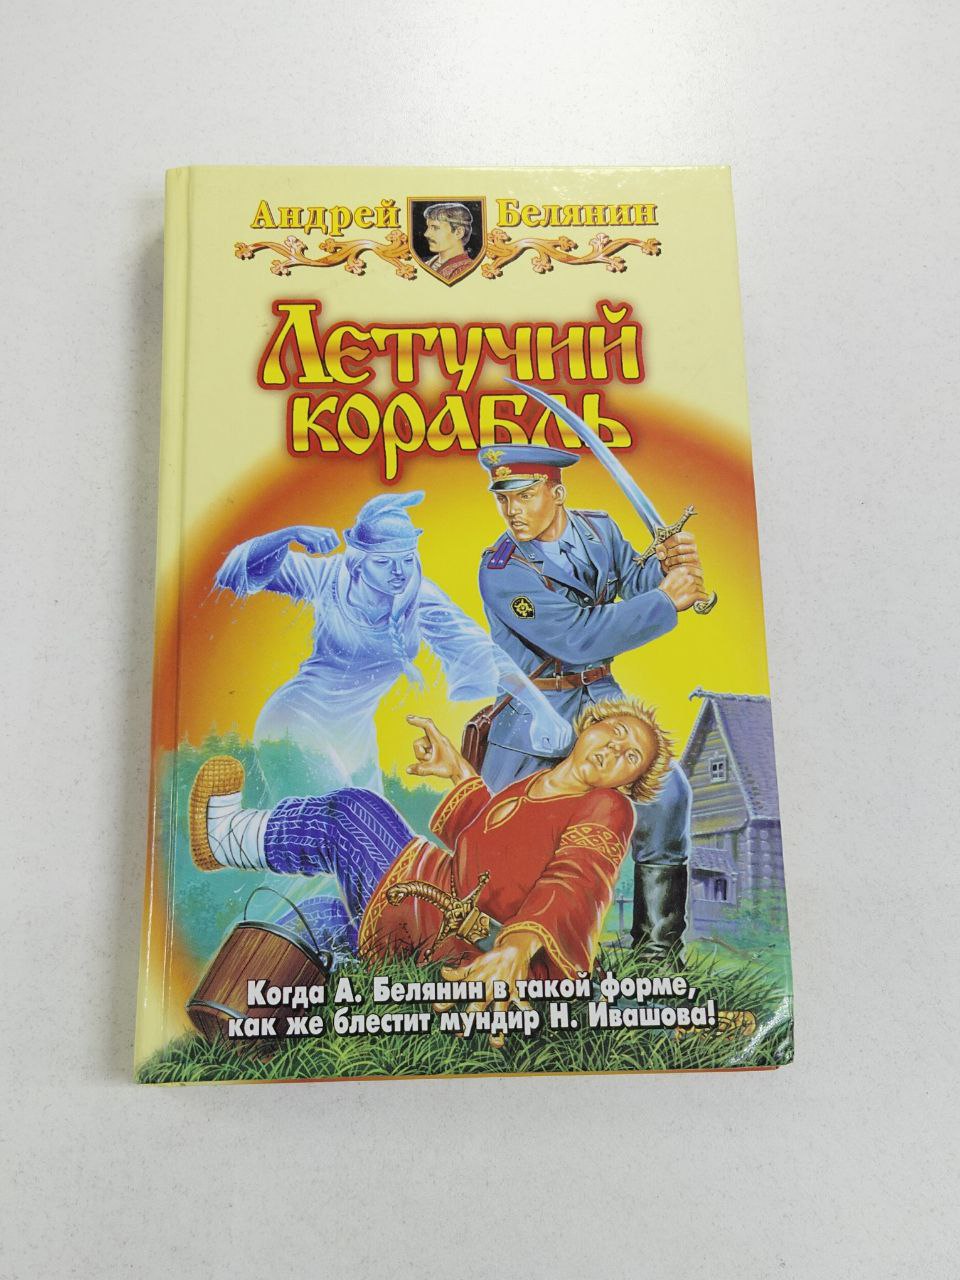 Андрей Белянин
Летучий
корабль
Когда А. Белянин в такой форме,
как же блестит мундир Н. Ивашова!